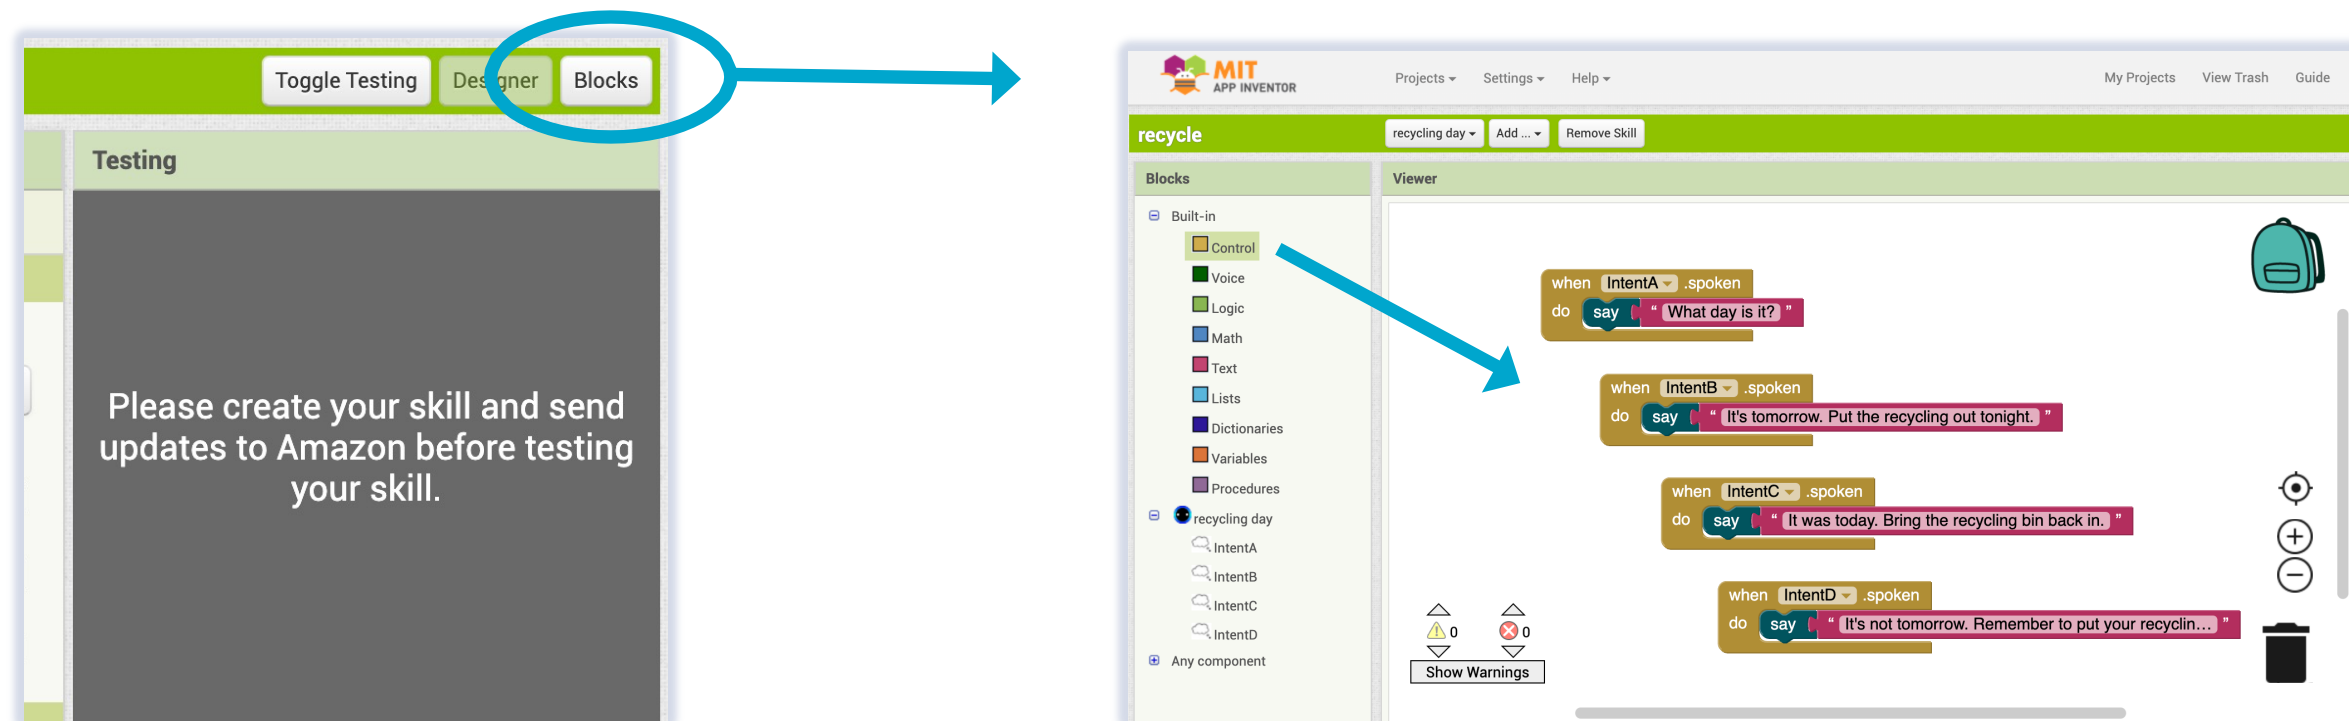 Toggle Testing Designer Blocks
Testing
Please create your skill and send
updates to Amazon before testing
your skill.
MIT
APP INVENTOR
Projects Settings Help My Projects View Trash Guide
recycle recycling day Add ... Remove Skill
Blocks
Built-in
Control
Voice
Logic
Math
Text
Lists
Dictionaries
Variables
Procedures
recycling day
IntentA
IntentB
IntentC
IntentD
Any component
Viewer
when IntentA .spoken
do say “ What day is it? ”
when IntentB .spoken
do say “ It's tomorrow. Put the recycling out tonight. ”
when IntentC .spoken
do say “ It was today. Bring the recycling bin back in. ”
when IntentD .spoken
do say “ It's not tomorrow. Remember to put your recyclin... ”
0 0
Show Warnings